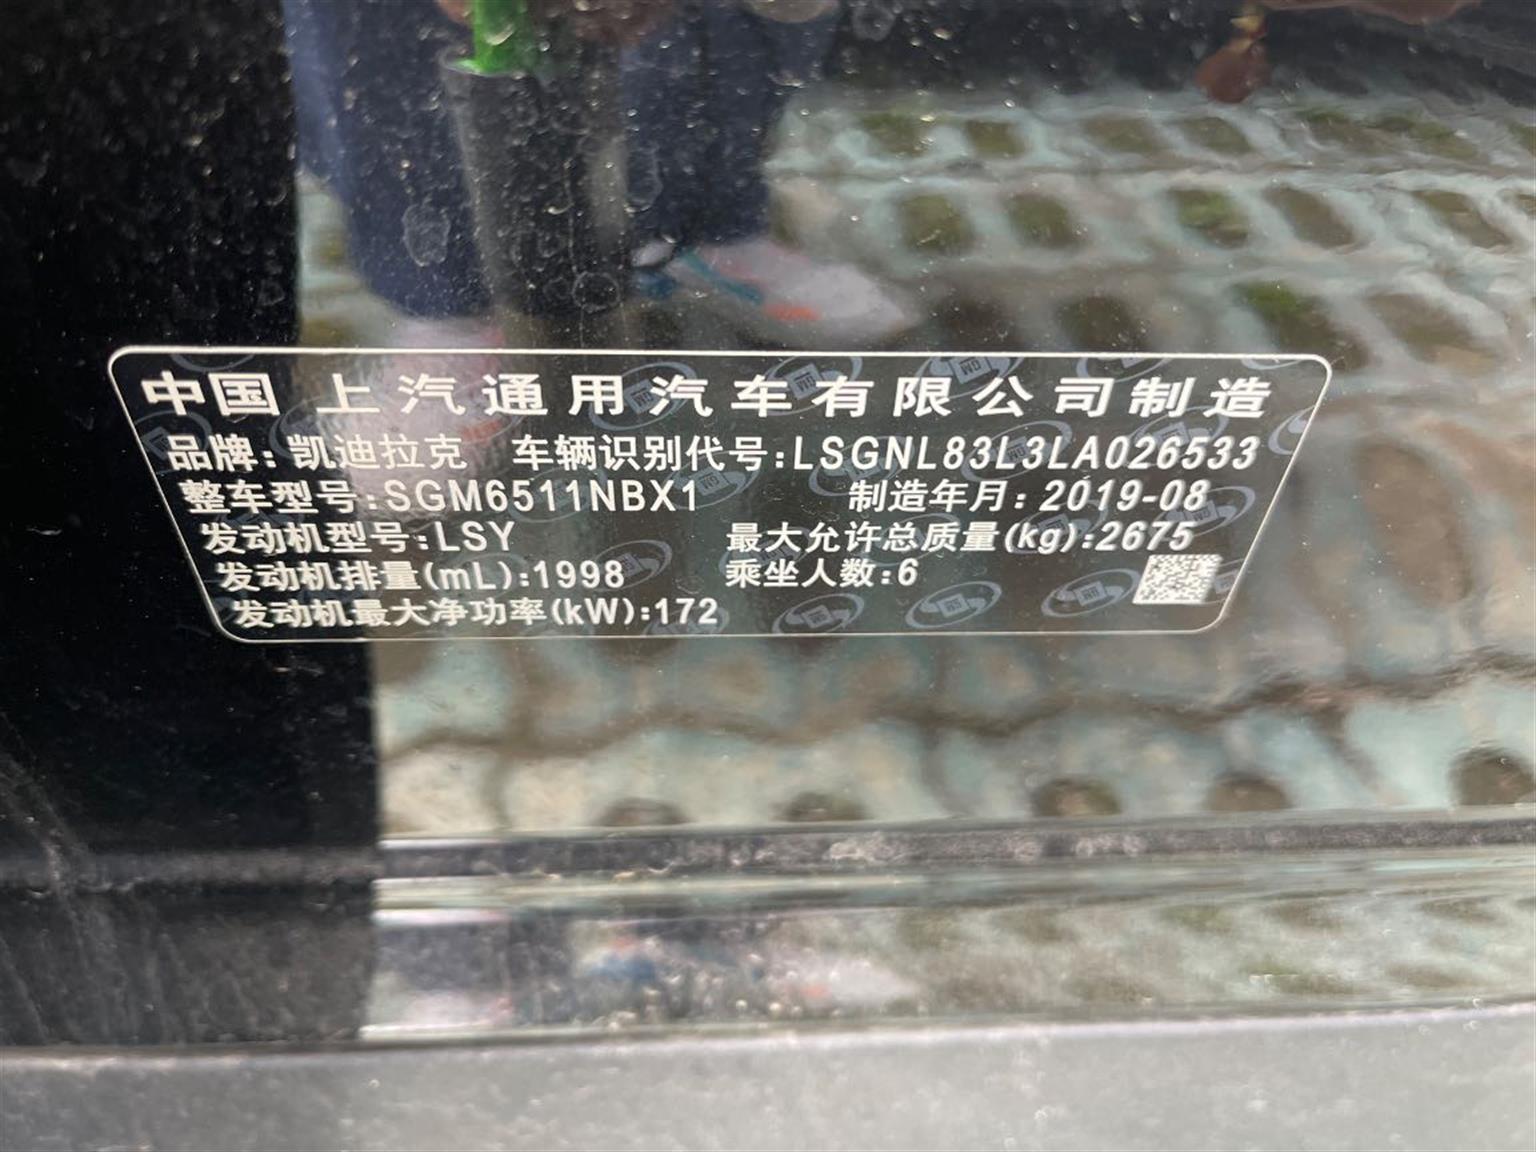 中国 上汽通用汽车有限公司制造
品牌: 凯迪拉克 车辆识别代号:LSGNL83L3LA026533
整车型号:SGM6511NBX1 制造年月: 2019-08
发动机型号:LSY 最大允许总质量(kg):2675
发动机排量(mL):1998 乘坐人数:6
发动机最大净功率(kW):172